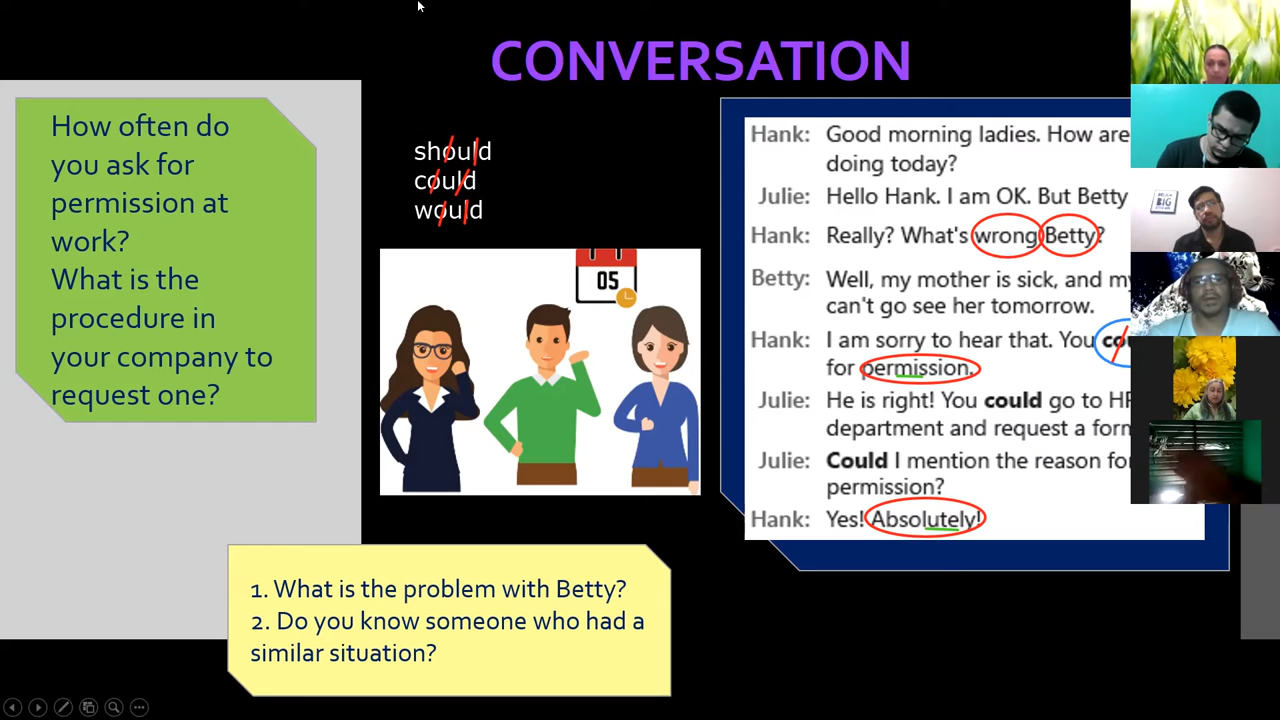 CONVERSATION
How often do
you ask for
permission at
work?
What is the
procedure in
your company to
request one?
should
could
would
05
Hank: Good morning ladies. How are
doing today?
Julie: Hello Hank. I am OK. But Betty
Hank: Really? What's wrong Betty?
Betty: Well, my mother is sick, and
can't go see her tomorrow.
Hank: I am sorry to hear that. You
for permission.
Julie: He is right! You could go to HR
department and request a form
Julie: Could I mention the reason for
permission?
Hank: Yes! Absolutely!
1. What is the problem with Betty?
2. Do you know someone who had a
similar situation?
BIG